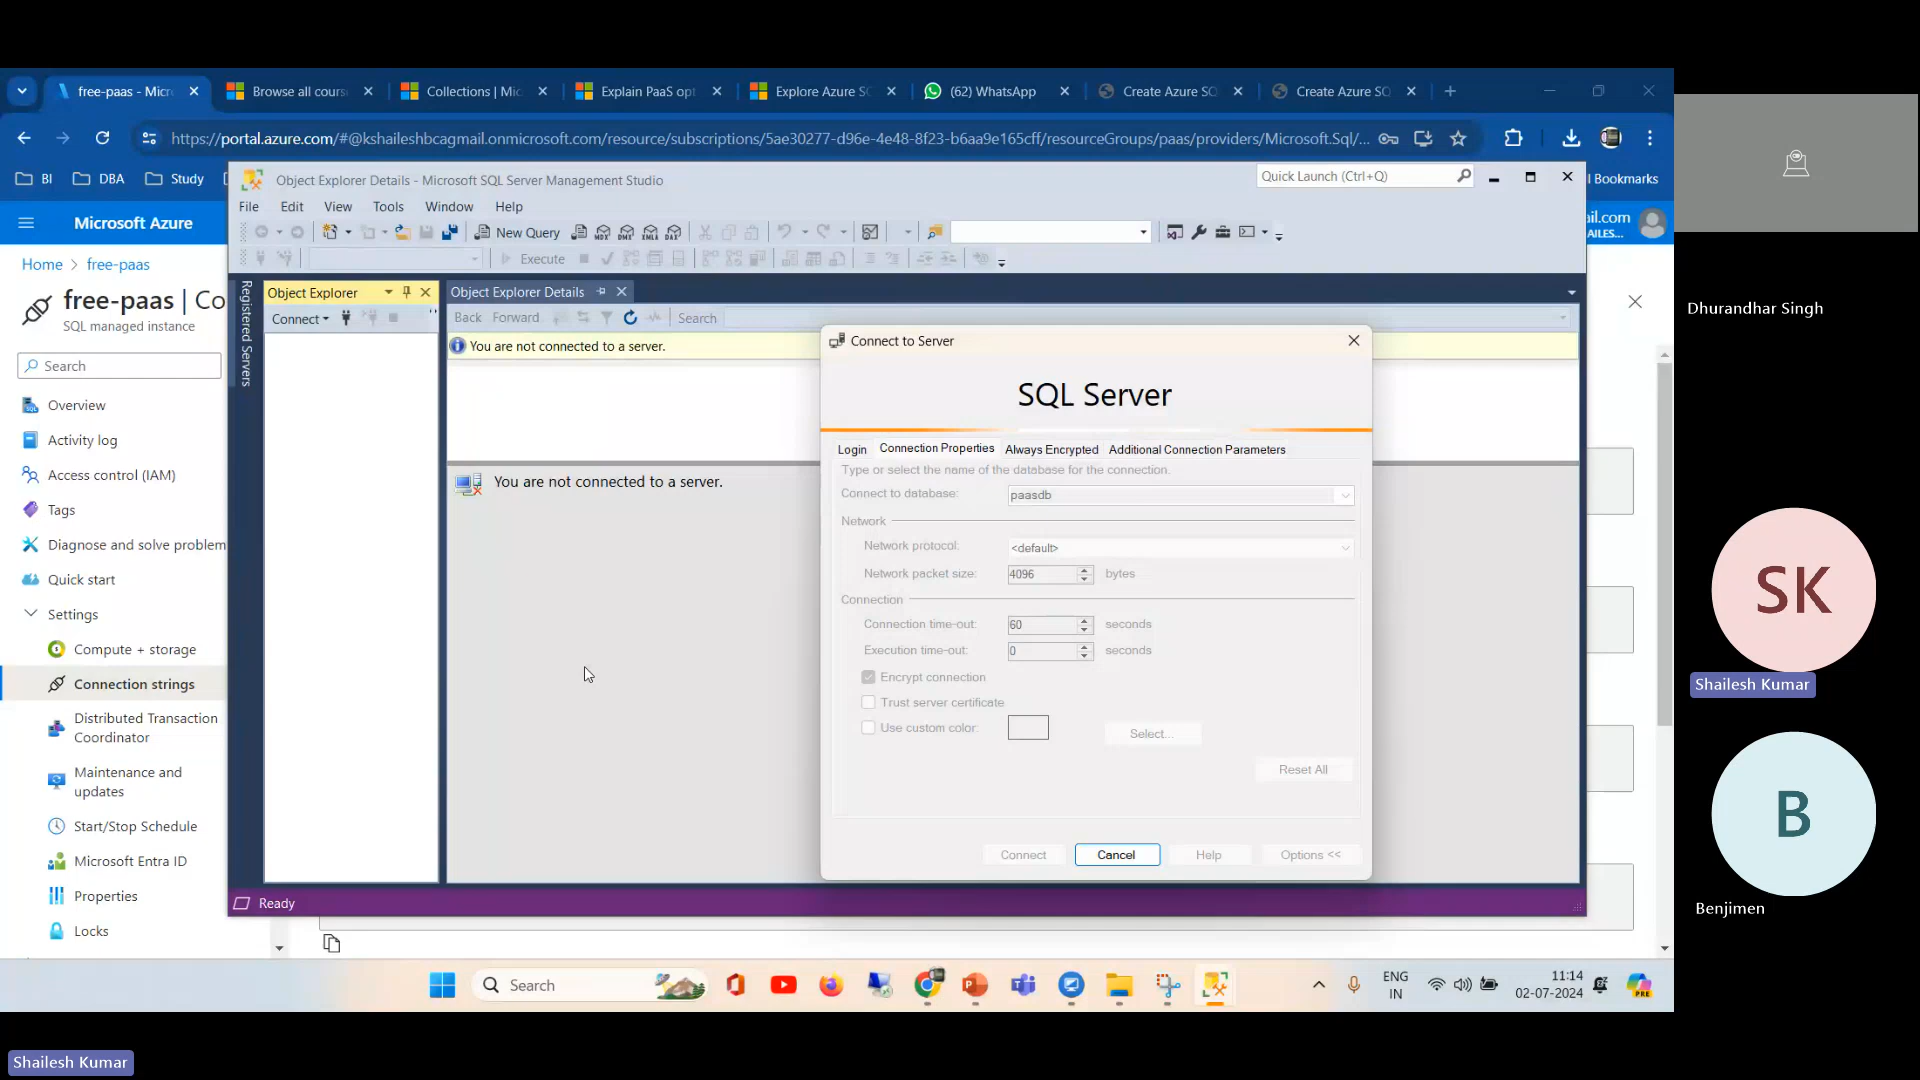 free-paas - Micr
Browse all cours
Collections | Mic
Explain PaaS opt
Explore Azure S
(62) WhatsApp
Create Azure SQ
Create Azure SQ
https://portal.azure.com/#@kshaileshbcagmail.onmicrosoft.com/resource/subscriptions/5ae30277-d96e-4e48-8f23-b6aa9e165cff/resourceGroups/paas/providers/Microsoft.Sql/...
BI
DBA
Study
l Bookmarks
Microsoft Azure
ail.com
AILES...
Home > free-paas
free-paas | Co
SQL managed instance
Search
Overview
Activity log
Access control (IAM)
Tags
Diagnose and solve problem
Quick start
Settings
Compute + storage
Connection strings
Distributed Transaction
Coordinator
Maintenance and
updates
Start/Stop Schedule
Microsoft Entra ID
Properties
Locks
Object Explorer Details - Microsoft SQL Server Management Studio
Quick Launch (Ctrl+Q)
File Edit View Tools Window Help
New Query
MDX DMX XMLA DAX
Execute
Registered Servers
Object Explorer
Connect
Object Explorer Details
Back Forward Search
You are not connected to a server.
You are not connected to a server.
Ready
Connect to Server
SQL Server
Login Connection Properties Always Encrypted Additional Connection Parameters
Type or select the name of the database for the connection.
Connect to database: paasdb
Network
Network protocol: <default>
Network packet size: 4096 bytes
Connection
Connection time-out: 60 seconds
Execution time-out: 0 seconds
Encrypt connection
Trust server certificate
Use custom color:
Select...
Reset All
Connect Cancel Help Options <<
Search
ENG
IN
11:14
02-07-2024
PRE
Dhurandhar Singh
SK
Shailesh Kumar
B
Benjimen
Shailesh Kumar